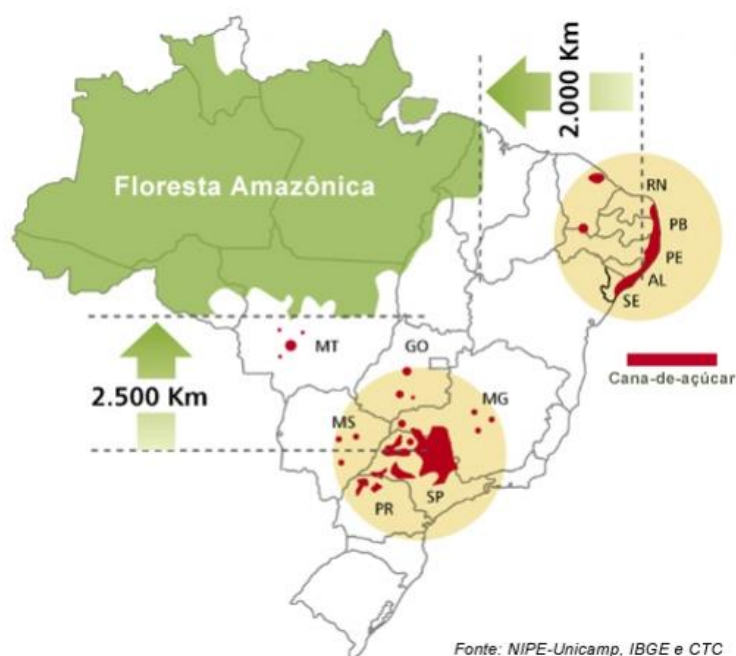 2.000 Km
Floresta Amazônica
RN
PB
PE
AL
SE
MT
GO
Cana-de-açúcar
2.500 Km
MG
MS
SP
PR
Fonte: NIPE-Unicamp, IBGE e CTC